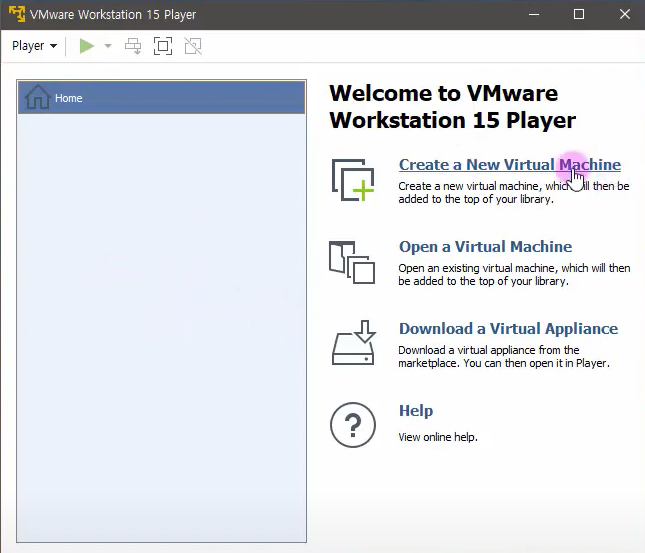 VMware Workstation 15 Player
Player
Home
Welcome to VMware
Workstation 15 Player
Create a New Virtual Machine
Create a new virtual machine, which will then be
added to the top of your library.
Open a Virtual Machine
Open an existing virtual machine, which will then
be added to the top of your library.
Download a Virtual Appliance
Download a virtual appliance from the
marketplace. You can then open it in Player.
Help
View online help.